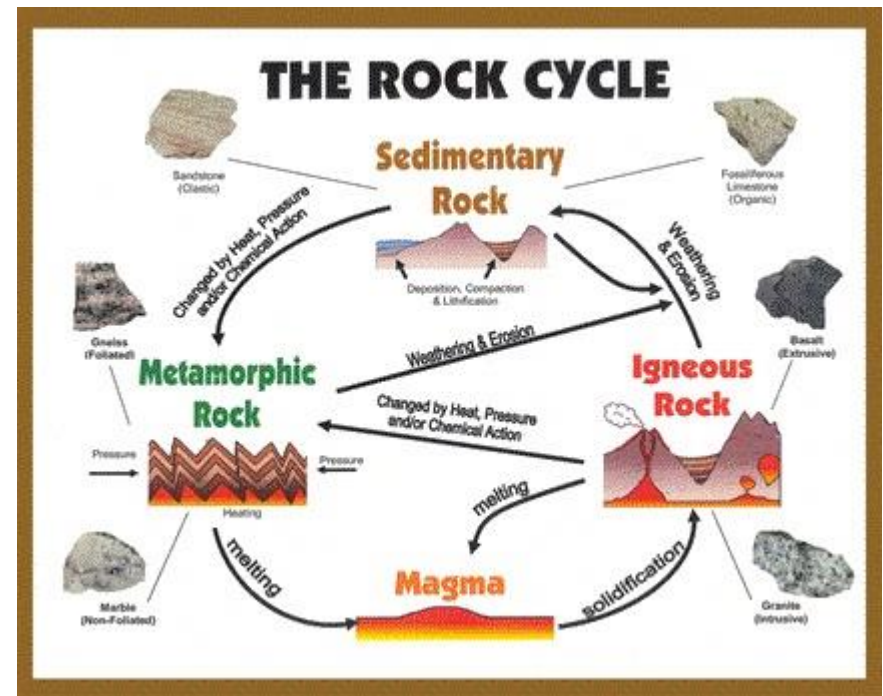 THE ROCK CYCLE
Sedimentary
Rock
Sandstone
(Clastic)
Fossiliferous
Limestone
(Organic)
Changed by Heat, Pressure
and/or Chemical Action
Deposition, Compaction
& Lithification
Weathering
& Erosion
Gneiss
(Foliated)
Basalt
(Extrusive)
Weathering & Erosion
Metamorphic
Rock
Igneous
Rock
Changed by Heat, Pressure
and/or Chemical Action
Pressure
Pressure
Heating
melting
melting
Magma
solidification
Marble
(Non-Foliated)
Granite
(Intrusive)